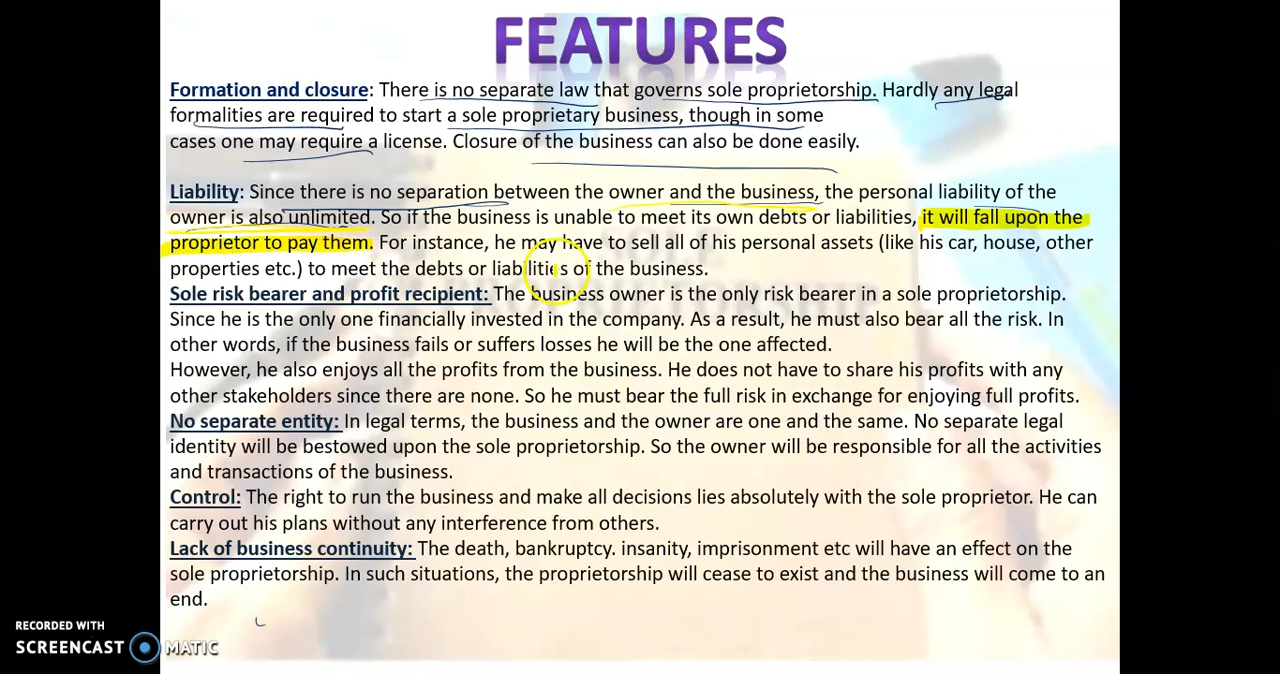 FEATURES
Formation and closure: There is no separate law that governs sole proprietorship. Hardly any legal
formalities are required to start a sole proprietary business, though in some
cases one may require a license. Closure of the business can also be done easily.
Liability: Since there is no separation between the owner and the business, the personal liability of the
owner is also unlimited. So if the business is unable to meet its own debts or liabilities, it will fall upon the
proprietor to pay them. For instance, he may have to sell all of his personal assets (like his car, house, other
properties etc.) to meet the debts or liabilities of the business.
Sole risk bearer and profit recipient: The business owner is the only risk bearer in a sole proprietorship.
Since he is the only one financially invested in the company. As a result, he must also bear all the risk. In
other words, if the business fails or suffers losses he will be the one affected.
However, he also enjoys all the profits from the business. He does not have to share his profits with any
other stakeholders since there are none. So he must bear the full risk in exchange for enjoying full profits.
No separate entity: In legal terms, the business and the owner are one and the same. No separate legal
identity will be bestowed upon the sole proprietorship. So the owner will be responsible for all the activities
and transactions of the business.
Control: The right to run the business and make all decisions lies absolutely with the sole proprietor. He can
carry out his plans without any interference from others.
Lack of business continuity: The death, bankruptcy. insanity, imprisonment etc will have an effect on the
sole proprietorship. In such situations, the proprietorship will cease to exist and the business will come to an
end.
RECORDED WITH
SCREENCAST MATIC